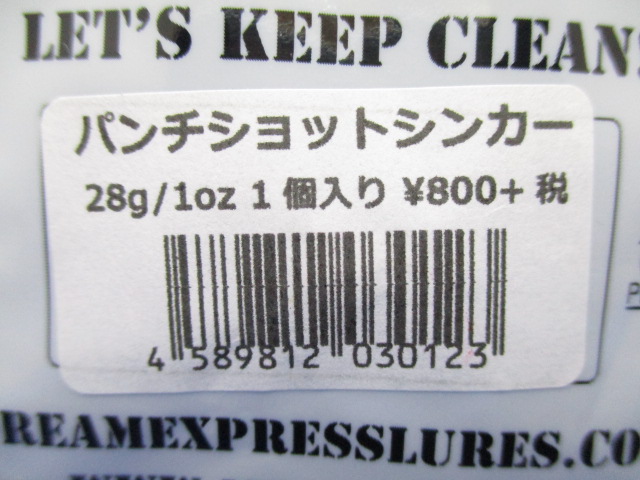 LET'S KEEP CLEAN
パンチショットシンカー
28g/1oz 1 個入り ¥800+ 税
4 589812 030123
REAMEXPRESSLURES.CO